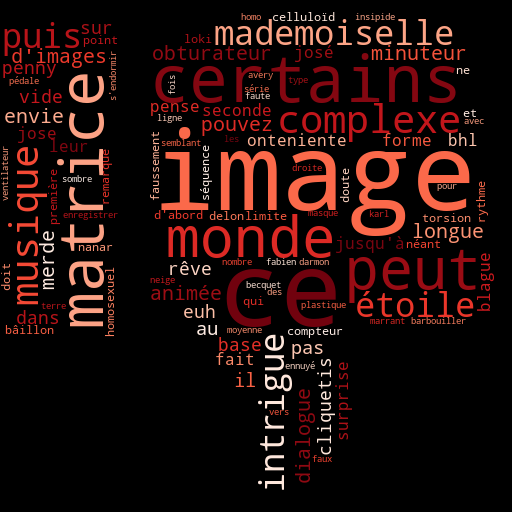 homo celluloïd insipide
puis sur loki mademoiselle
point
d'images obturateur josé minuteur
penny avery ne
pédale fois certains type
s'endormir série
vide pense seconde faute et
envie ligne pouvez complexe avec
jose leur semblant les onteniente forme bhl
matrice musique première remarque faussement séquence image droite doute pour rythme
ventilateur sombre
enregistrer d'abord delon limite masque karl torsion
merde nanar monde jusqu'à néant longue
doit homosexuel rêve nombre fabien darmon peut blague
neige becquet
terre animée qui ce des plastique étoile
dans euh marrant barbouiller
bâillon au moyenne compteur
base intrigue pas
fait ennuyé
il cliquetis surprise
vers dialogue
faux